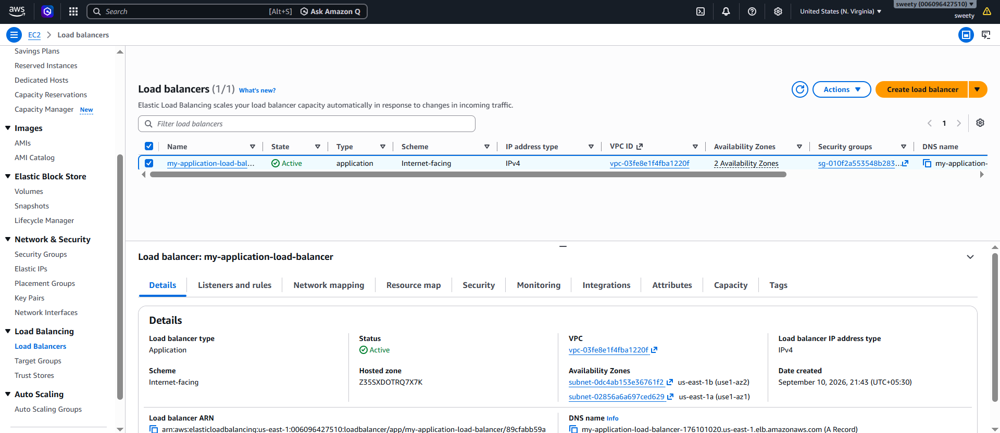 aws
Search [Alt+S] Ask Amazon Q
United States (N. Virginia)
sweety (006096427510)
sweety
EC2 Load balancers
Savings Plans
Reserved Instances
Dedicated Hosts
Capacity Reservations
Capacity Manager New
Images
AMIs
AMI Catalog
Elastic Block Store
Volumes
Snapshots
Lifecycle Manager
Network & Security
Security Groups
Elastic IPs
Placement Groups
Key Pairs
Network Interfaces
Load Balancing
Load Balancers
Target Groups
Trust Stores
Auto Scaling
Auto Scaling Groups
Load balancers (1/1) What's new?
Actions
Create load balancer
Elastic Load Balancing scales your load balancer capacity automatically in response to changes in incoming traffic.
Filter load balancers
1
Name State Type Scheme IP address type VPC ID Availability Zones Security groups DNS name
my-application-load-bal... Active application Internet-facing IPv4 vpc-03fe8e1f4fba1220f 2 Availability Zones sg-010f2a553548b283... my-application-
Load balancer: my-application-load-balancer
Details Listeners and rules Network mapping Resource map Security Monitoring Integrations Attributes Capacity Tags
Details
Load balancer type
Application
Status
Active
VPC
vpc-03fe8e1f4fba1220f
Load balancer IP address type
IPv4
Scheme
Internet-facing
Hosted zone
Z35SXDOTRQ7X7K
Availability Zones
subnet-0dc4ab153e36761f2 us-east-1b (use1-az2)
subnet-02856a6a697ced629 us-east-1a (use1-az1)
Date created
September 10, 2026, 21:43 (UTC+05:30)
Load balancer ARN
arn:aws:elasticloadbalancing:us-east-1:006096427510:loadbalancer/app/my-application-load-balancer/89cfabb59a
DNS name Info
my-application-load-balancer-176101020.us-east-1.elb.amazonaws.com (A Record)